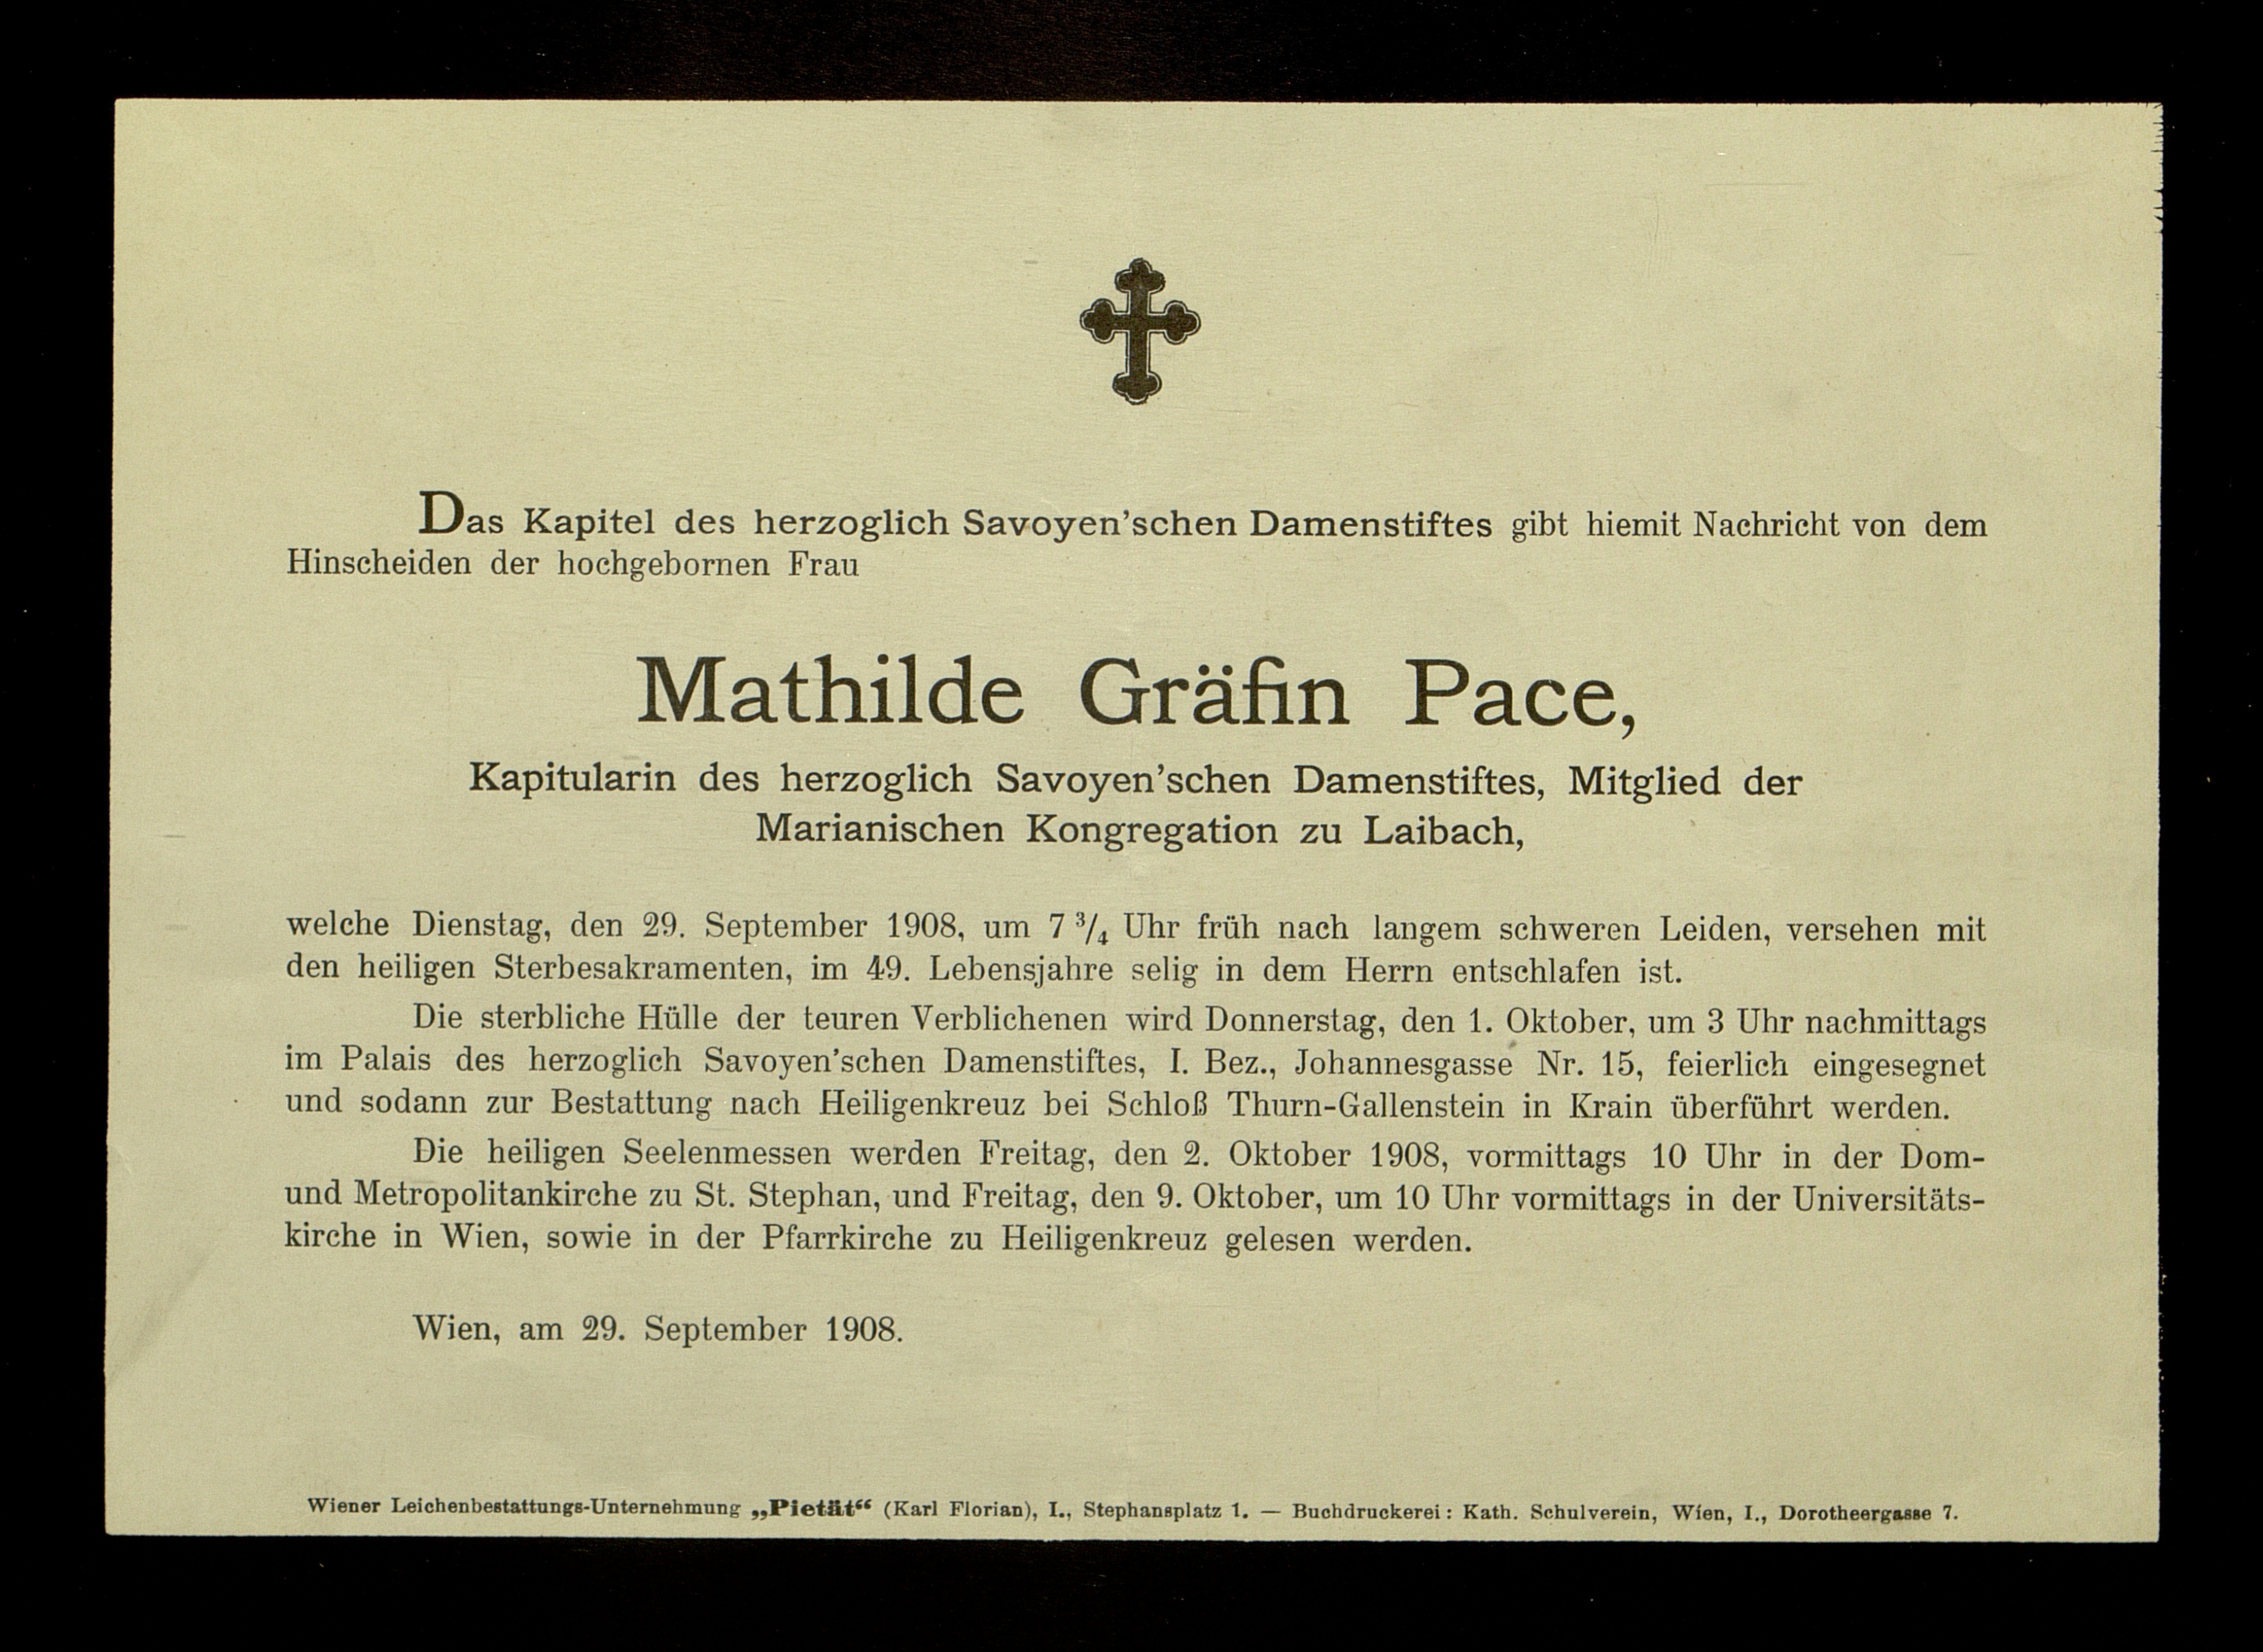 Das Kapitel des herzoglich Savoyen'schen Damenstiftes gibt hiemit Nachricht von dem
Hinscheiden der hochgebornen Frau
Mathilde Gräfin Pace,
Kapitularin des herzoglich Savoyen'schen Damenstiftes, Mitglied der
Marianischen Kongregation zu Laibach,
welche Dienstag, den 29. September 1908, um 7 3/4 Uhr früh nach langem schweren Leiden, versehen mit
den heiligen Sterbesakramenten, im 49. Lebensjahre selig in dem Herrn entschlafen ist.
Die sterbliche Hülle der teuren Verblichenen wird Donnerstag, den 1. Oktober, um 3 Uhr nachmittags
im Palais des herzoglich Savoyen'schen Damenstiftes, I. Bez., Johannesgasse Nr. 15, feierlich eingesegnet
und sodann zur Bestattung nach Heiligenkreuz bei Schloß Thurn-Gallenstein in Krain überführt werden.
Die heiligen Seelenmessen werden Freitag, den 2. Oktober 1908, vormittags 10 Uhr in der Dom-
und Metropolitankirche zu St. Stephan, und Freitag, den 9. Oktober, um 10 Uhr vormittags in der Universitäts-
kirche in Wien, sowie in der Pfarrkirche zu Heiligenkreuz gelesen werden.
Wien, am 29. September 1908.
Wiener Leichenbestattungs-Unternehmung „Pietät“ (Karl Florian), I., Stephansplatz 1. — Buchdruckerei: Kath. Schulverein, Wien, I., Dorotheergasse 7.